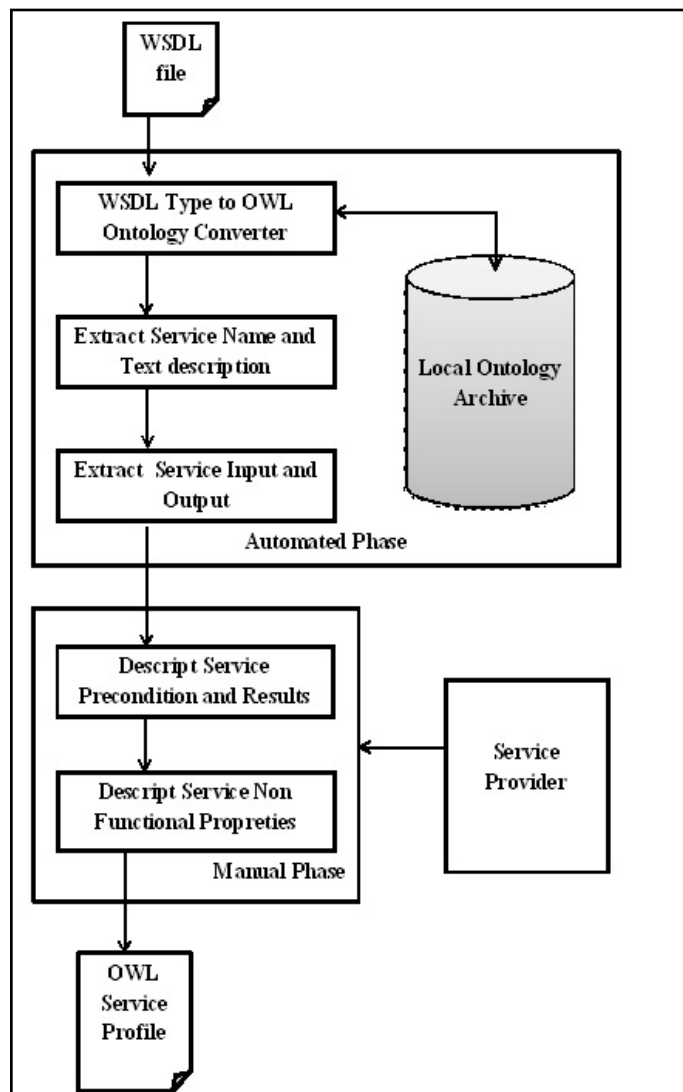 WSDL
file
WSDL Type to OWL
Ontology Converter
Extract Service Name and
Text description
Local Ontology
Archive
Extract Service Input and
Output
Automated Phase
Descript Service
Precondition and Results
Service
Provider
Descript Service Non
Functional Propreties
Manual Phase
OWL
Service
Profile